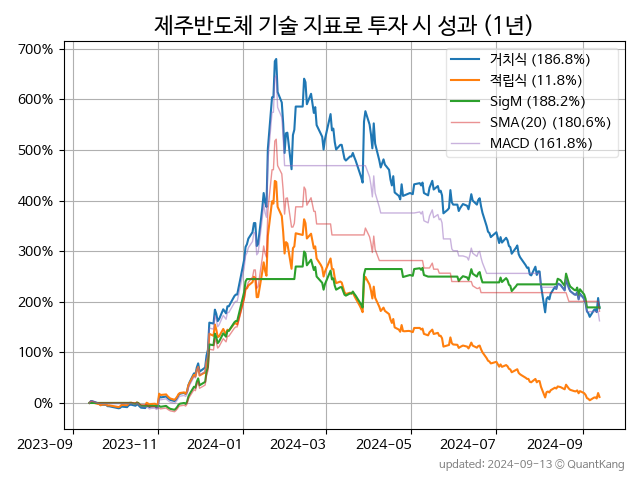 제주반도체 기술 지표로 투자 시 성과 (1년)
700%
600%
500%
400%
300%
200%
100%
0%
거치식 (186.8%)
적립식 (11.8%)
SigM (188.2%)
SMA(20) (180.6%)
MACD (161.8%)
2023-09
2023-11
2024-01
2024-03
2024-05
2024-07
2024-09
updated: 2024-09-13 @ QuantKang